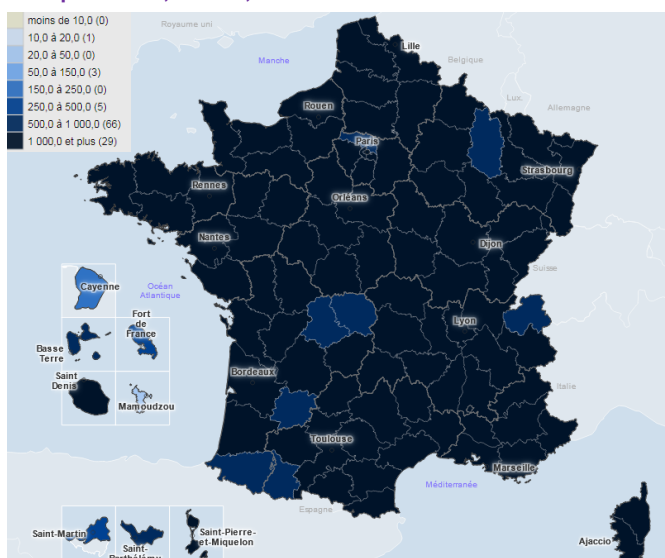 moins de 10,0 (0)
10,0 à 20,0 (1)
20,0 à 50,0 (0)
50,0 à 150,0 (3)
150,0 à 250,0 (0)
250,0 à 500,0 (5)
500,0 à 1 000,0 (66)
1 000,0 et plus (29)
Royaume uni
Lille
Manche
Belgique
Lux.
Allemagne
Rouen
Paris
Strasbourg
Rennes
Orléans
Nantes
Dijon
Suisse
Cayenne
Océan
Atlantique
Fort
de
France
Basse
Terre
Lyon
Saint
Denis
Bordeaux
Italie
Mamoudzou
Toulouse
Marseille
Méditerranée
Espagne
Saint-Martin
Saint-
Barthélémy
Saint-Pierre-
et-Miquelon
Ajaccio